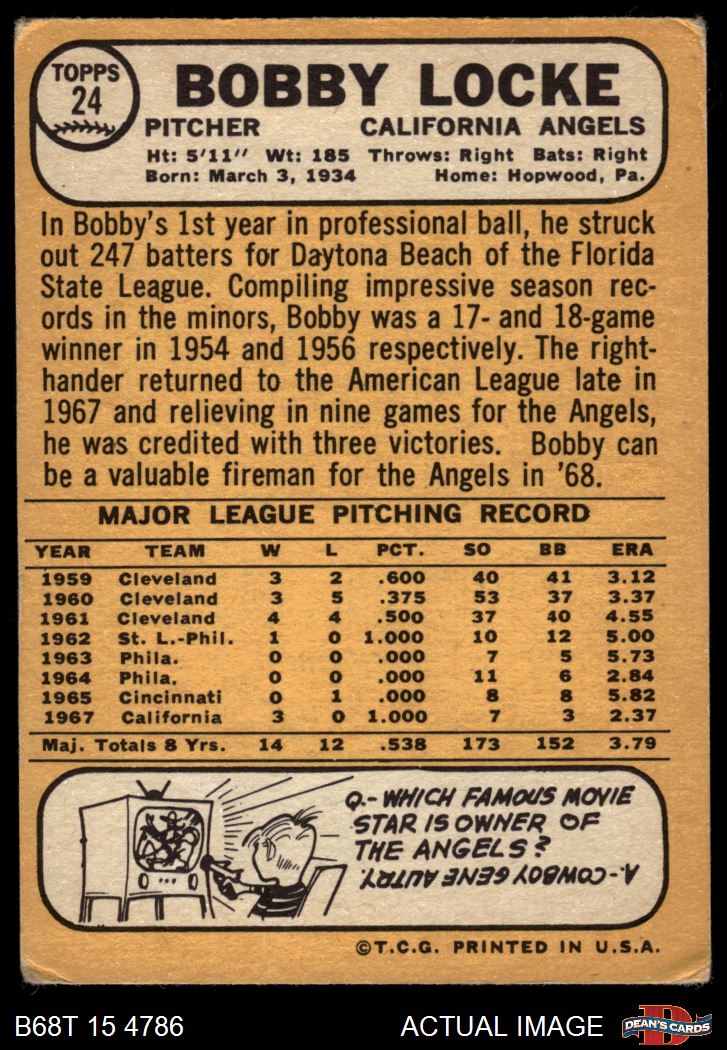 TOPPS
24
BOBBY LOCKE
PITCHER CALIFORNIA ANGELS
Ht: 5'11" Wt: 185 Throws: Right Bats: Right
Born: March 3, 1934 Home: Hopwood, Pa.
In Bobby's 1st year in professional ball, he struck
out 247 batters for Daytona Beach of the Florida
State League. Compiling impressive season rec-
ords in the minors, Bobby was a 17- and 18-game
winner in 1954 and 1956 respectively. The right-
hander returned to the American League late in
1967 and relieving in nine games for the Angels,
he was credited with three victories. Bobby can
be a valuable fireman for the Angels in '68.
MAJOR LEAGUE PITCHING RECORD
YEAR TEAM W L PCT. SO BB ERA
1959 Cleveland 3 2 .600 40 41 3.12
1960 Cleveland 3 5 .375 53 37 3.37
1961 Cleveland 4 4 .500 37 40 4.55
1962 St. L.-Phil. 1 0 1.000 10 12 5.00
1963 Phila. 0 0 .000 7 5 5.73
1964 Phila. 0 0 .000 11 6 2.84
1965 Cincinnati 0 1 .000 8 8 5.82
1967 California 3 0 1.000 7 3 2.37
Maj. Totals 8 Yrs. 14 12 .538 173 152 3.79
Q.- WHICH FAMOUS MOVIE
STAR IS OWNER OF
THE ANGELS?
A.-COWBOY GENE AUTRY.
©T.C.G. PRINTED IN U.S.A.
B68T 15 4786 ACTUAL IMAGE
D
DEAN'S CARDS